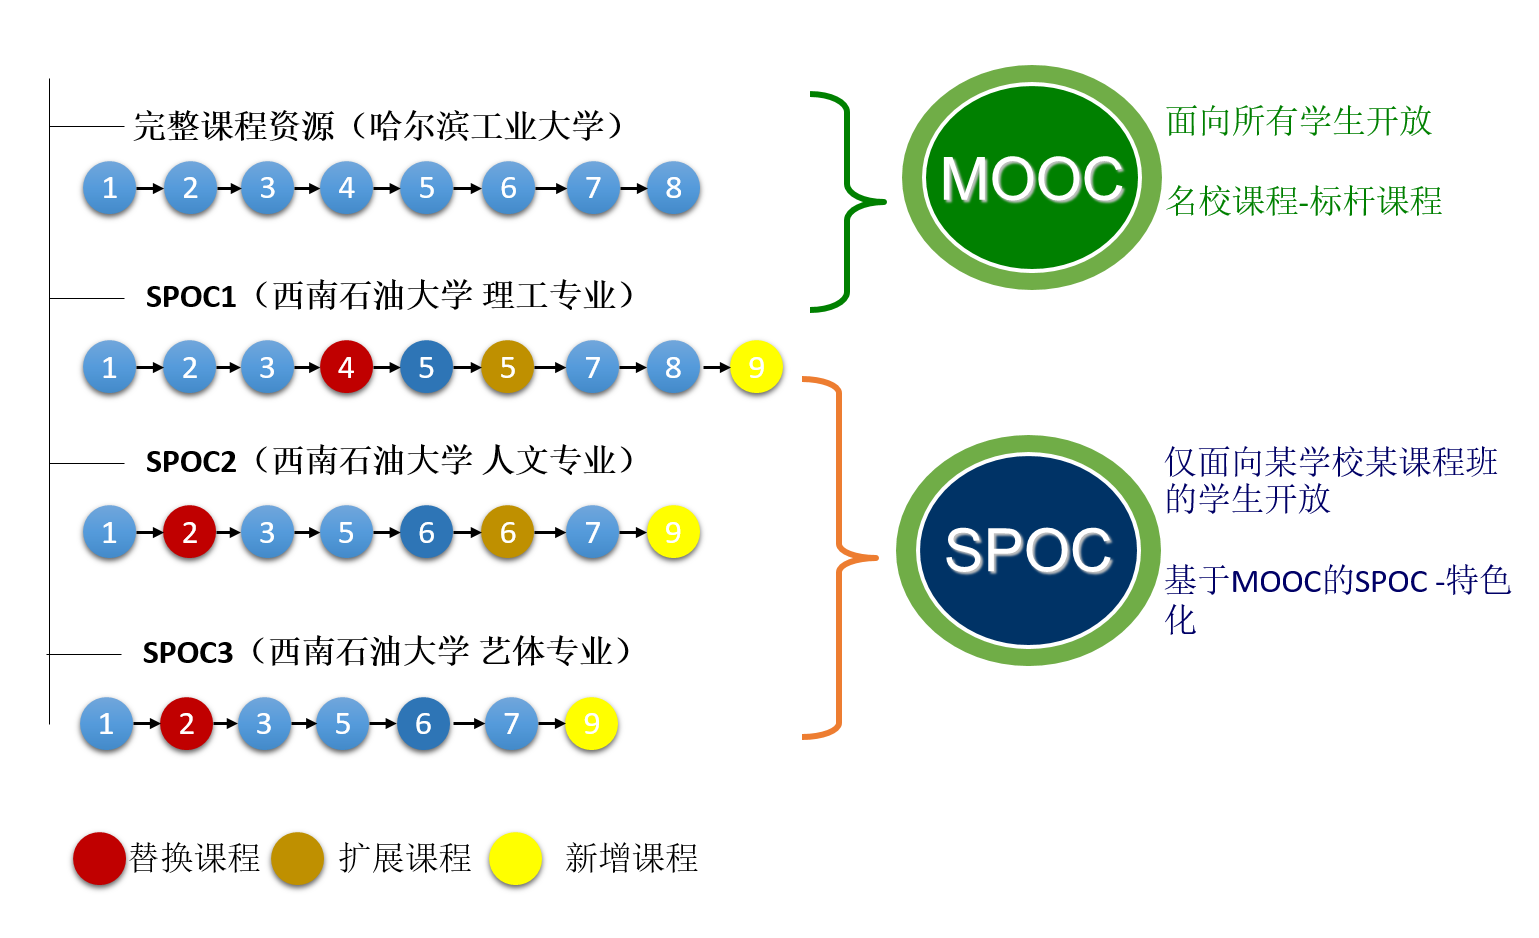 完整课程资源（哈尔滨工业大学）
1 2 3 4 5 6 7 8
SPOC1（西南石油大学 理工专业）
1 2 3 4 5 5 7 8 9
SPOC2（西南石油大学 人文专业）
1 2 3 5 6 6 7 9
SPOC3（西南石油大学 艺体专业）
1 2 3 5 6 7 9
替换课程 扩展课程 新增课程
MOOC
面向所有学生开放
名校课程-标杆课程
SPOC
仅面向某学校某课程班
的学生开放
基于MOOC的SPOC -特色
化